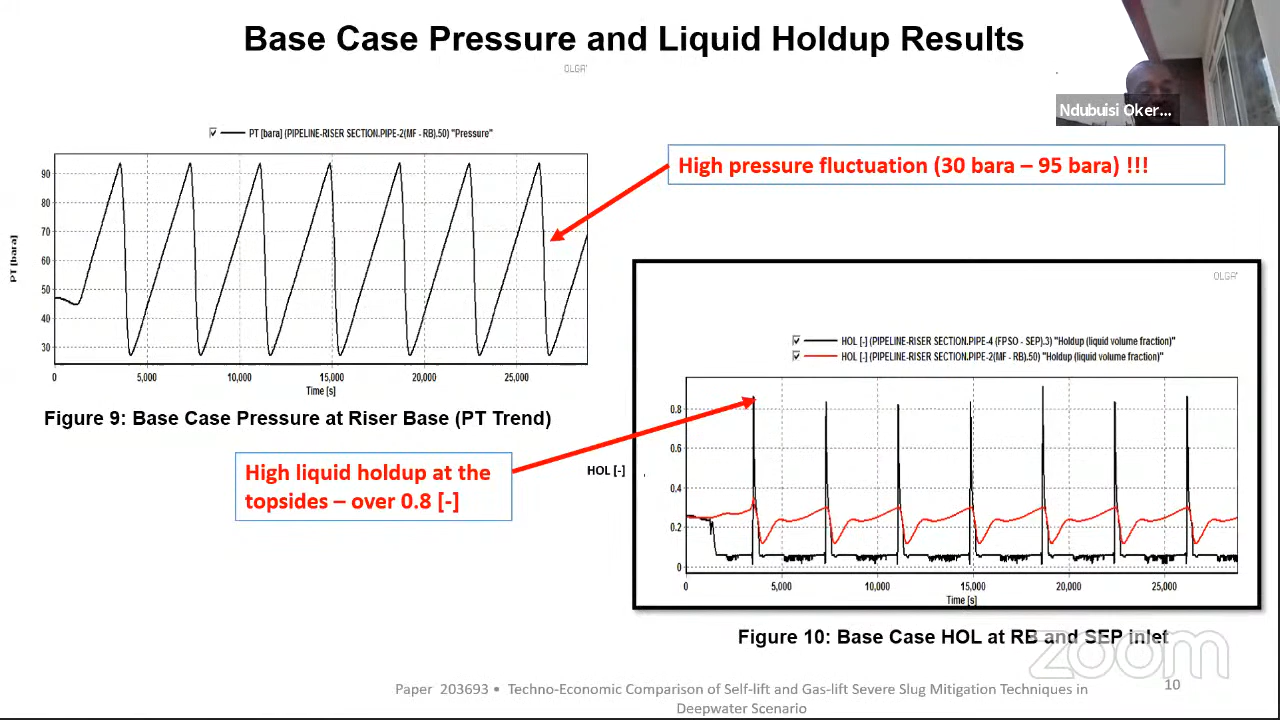 Base Case Pressure and Liquid Holdup Results
OLGA
Ndubuisi Oker...
PT [bara] (PIPELINE-RISER SECTION.PIPE-2(MF - RB).50) "Pressure"
PT [bara]
90
80
70
60
50
40
30
0 5,000 10,000 15,000 20,000 25,000
Time [s]
Figure 9: Base Case Pressure at Riser Base (PT Trend)
High pressure fluctuation (30 bara – 95 bara) !!!
High liquid holdup at the
topsides – over 0.8 [-]
OLGA
HOL [-] (PIPELINE-RISER SECTION.PIPE-4 (FPSO - SEP).3) "Holdup (liquid volume fraction)"
HOL [-] (PIPELINE-RISER SECTION.PIPE-2(MF - RB).50) "Holdup (liquid volume fraction)"
HOL [-]
0.8
0.6
0.4
0.2
0
0 5,000 10,000 15,000 20,000 25,000
Time [s]
Figure 10: Base Case HOL at RB and SEP inlet
zoom
Paper 203693 • Techno-Economic Comparison of Self-lift and Gas-lift Severe Slug Mitigation Techniques in
Deepwater Scenario
10